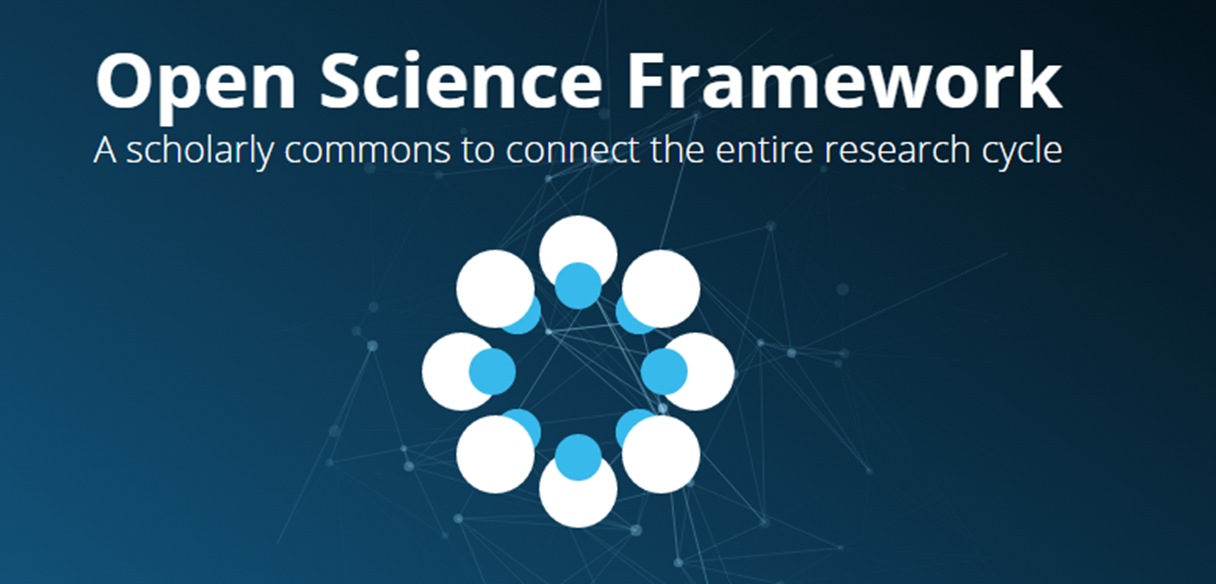 Open Science Framework
A scholarly commons to connect the entire research cycle